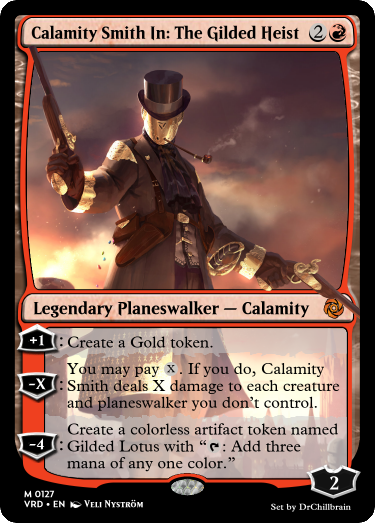 Calamity Smith In: The Gilded Heist 2
+1: Create a Gold token.
You may pay X. If you do, Calamity
-X: Smith deals X damage to each creature
and planeswalker you don't control.
Create a colorless artifact token named
-4: Gilded Lotus with “: Add three
mana of any one color.”
Legendary Planeswalker — Calamity
2
M 0127
VRD • EN Veli Nyström
Set by DrChillbrain